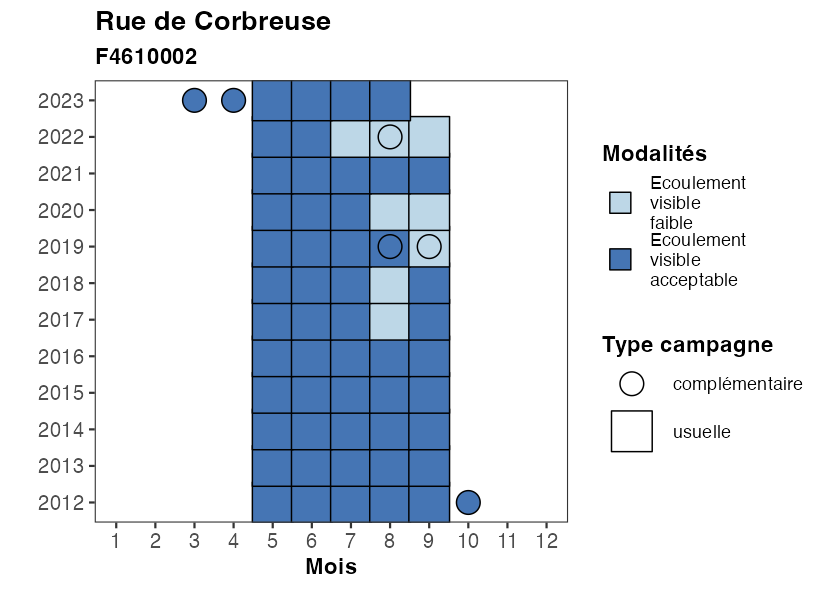 Rue de Corbreuse
F4610002
2023
2022
2021
2020
2019
2018
2017
2016
2015
2014
2013
2012
1 2 3 4 5 6 7 8 9 10 11 12
Mois
Modalités
Ecoulement
visible
faible
Ecoulement
visible
acceptable
Type campagne
complémentaire
usuelle